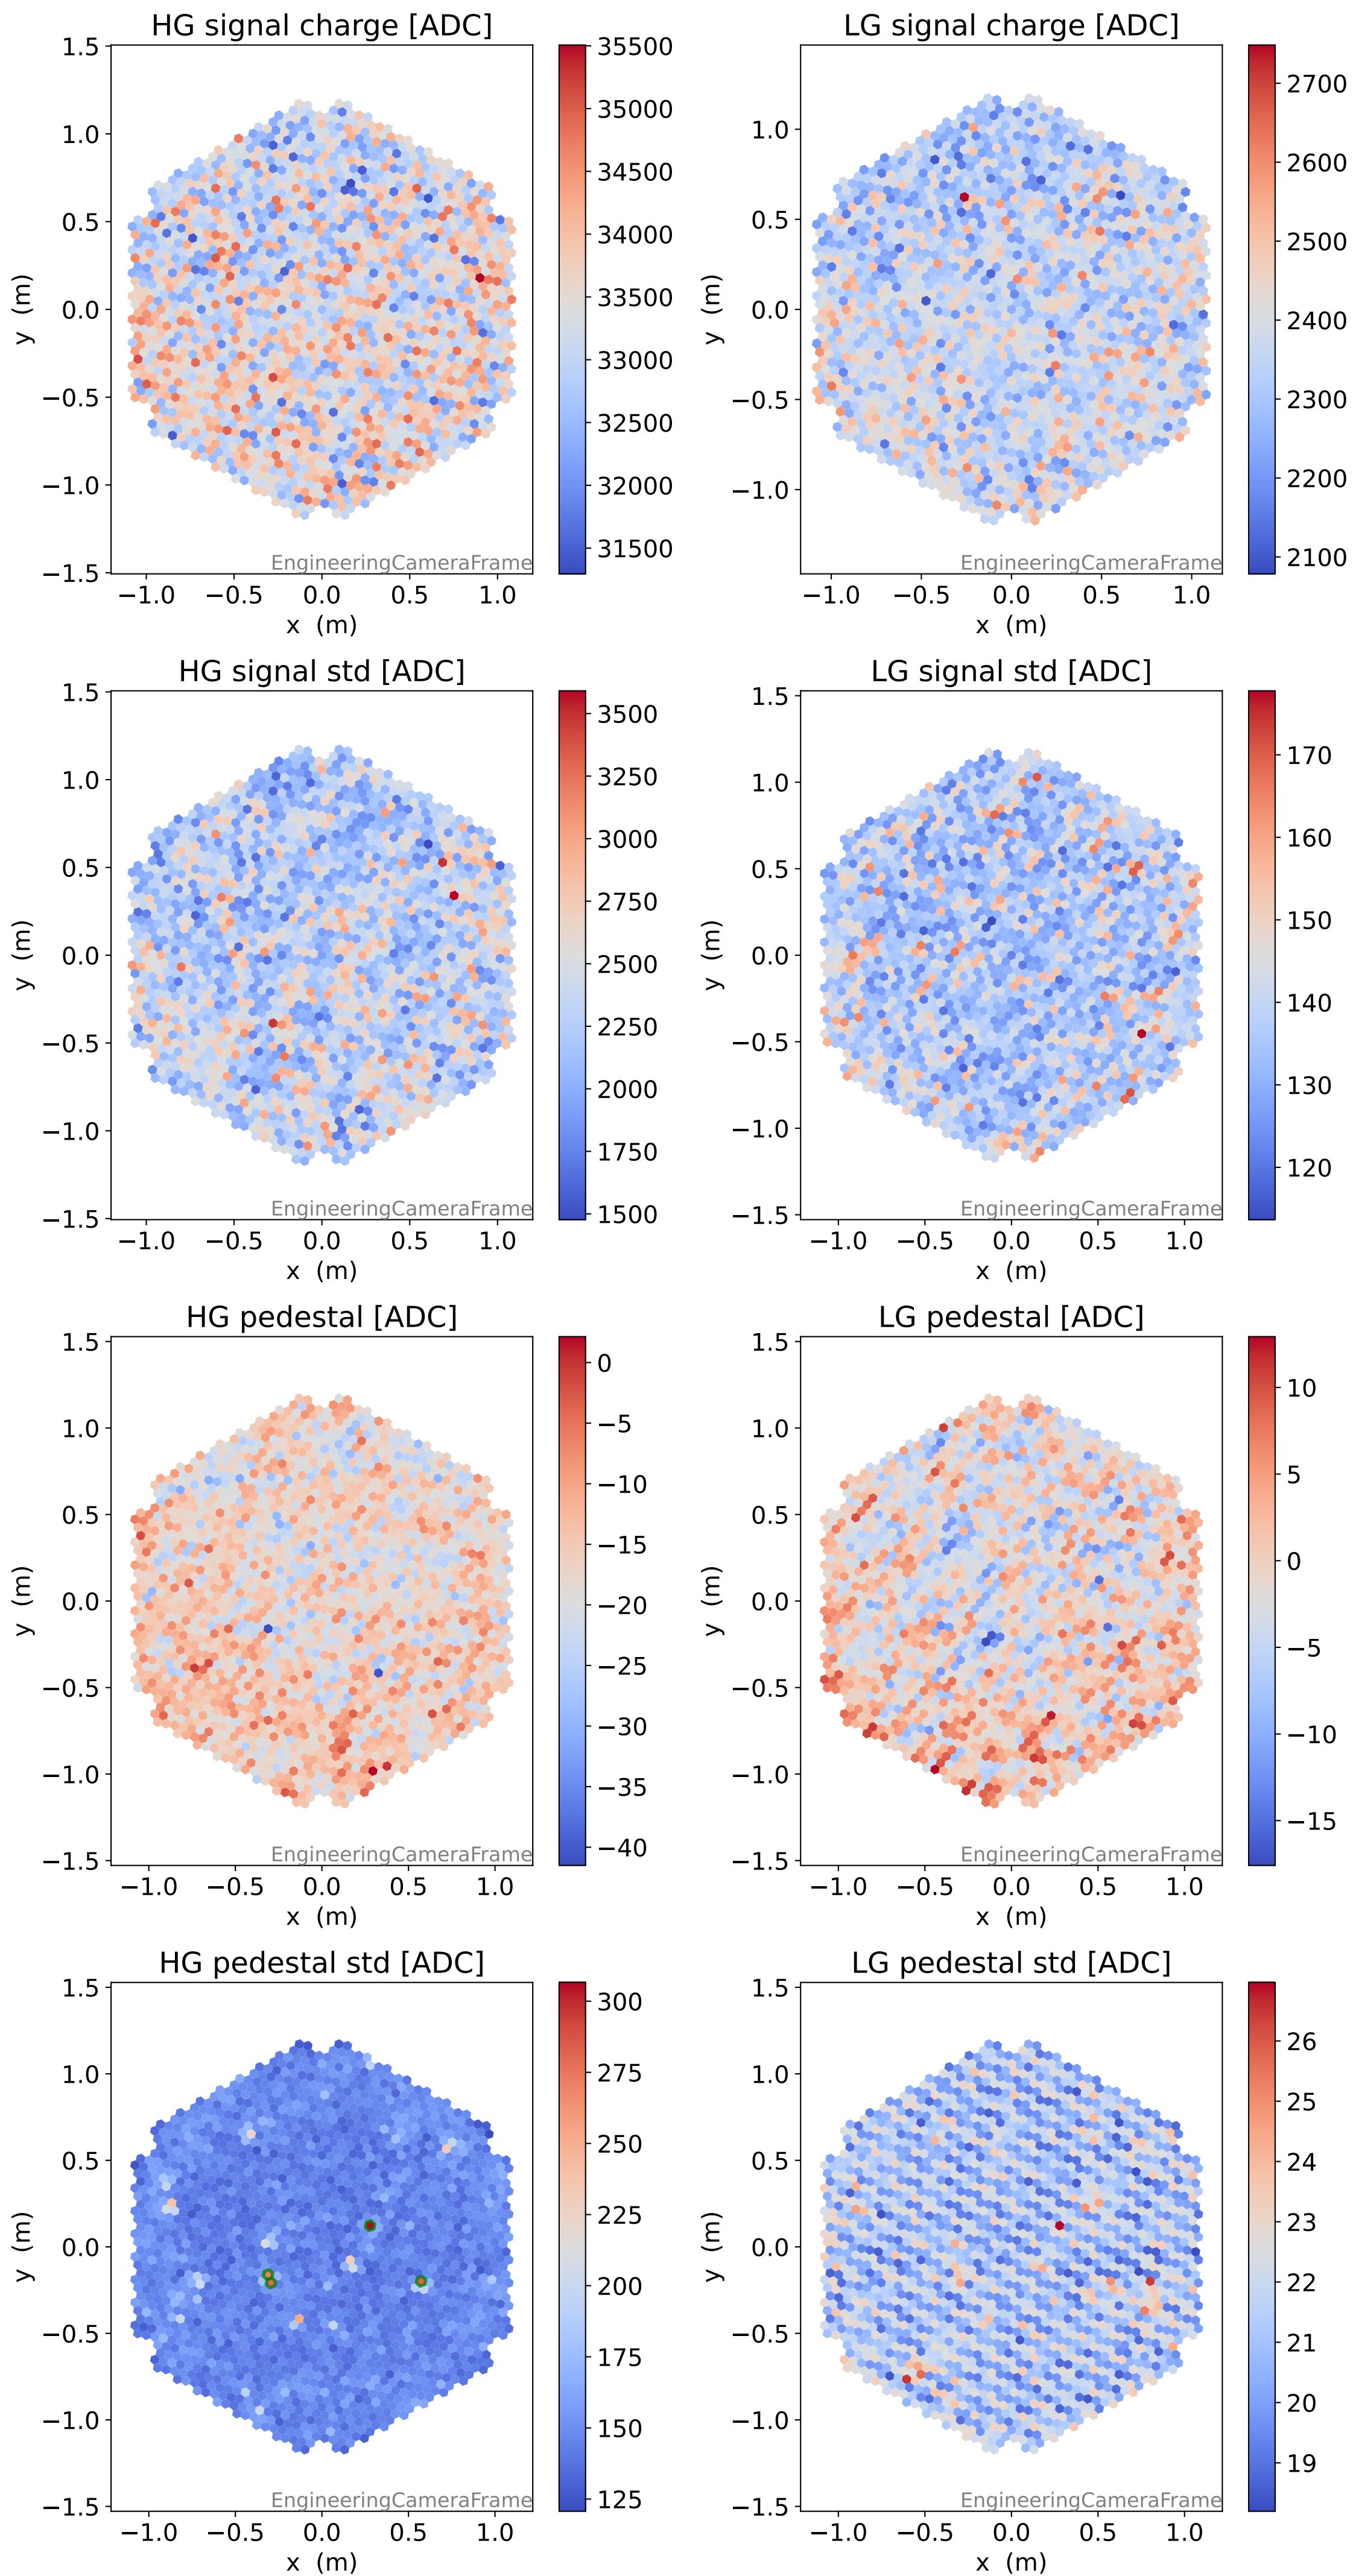 HG signal charge [ADC]
1.5
1.0
0.5
0.0
−0.5
−1.0
−1.5
y (m)
−1.0 −0.5 0.0 0.5 1.0
x (m)
EngineeringCameraFrame
35500
35000
34500
34000
33500
33000
32500
32000
31500
LG signal charge [ADC]
1.0
0.5
0.0
−0.5
−1.0
y (m)
−1.0 −0.5 0.0 0.5 1.0
x (m)
EngineeringCameraFrame
2700
2600
2500
2400
2300
2200
2100
HG signal std [ADC]
1.5
1.0
0.5
0.0
−0.5
−1.0
−1.5
y (m)
−1.0 −0.5 0.0 0.5 1.0
x (m)
EngineeringCameraFrame
3500
3250
3000
2750
2500
2250
2000
1750
1500
LG signal std [ADC]
1.5
1.0
0.5
0.0
−0.5
−1.0
−1.5
y (m)
−1.0 −0.5 0.0 0.5 1.0
x (m)
EngineeringCameraFrame
170
160
150
140
130
120
HG pedestal [ADC]
1.5
1.0
0.5
0.0
−0.5
−1.0
−1.5
y (m)
−1.0 −0.5 0.0 0.5 1.0
x (m)
EngineeringCameraFrame
0
−5
−10
−15
−20
−25
−30
−35
−40
LG pedestal [ADC]
1.5
1.0
0.5
0.0
−0.5
−1.0
−1.5
y (m)
−1.0 −0.5 0.0 0.5 1.0
x (m)
EngineeringCameraFrame
10
5
0
−5
−10
−15
HG pedestal std [ADC]
1.5
1.0
0.5
0.0
−0.5
−1.0
−1.5
y (m)
−1.0 −0.5 0.0 0.5 1.0
x (m)
EngineeringCameraFrame
300
275
250
225
200
175
150
125
LG pedestal std [ADC]
1.5
1.0
0.5
0.0
−0.5
−1.0
−1.5
y (m)
−1.0 −0.5 0.0 0.5 1.0
x (m)
EngineeringCameraFrame
26
25
24
23
22
21
20
19